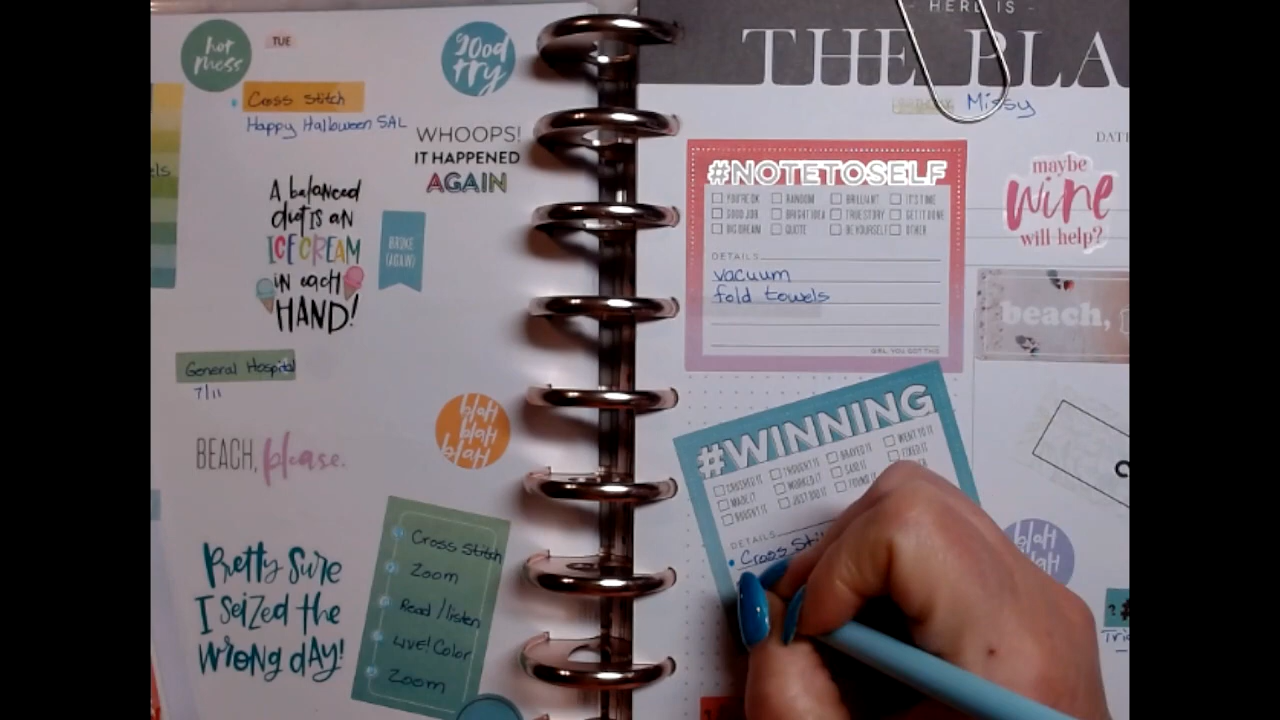 hot
mess
TUE
good
try
Cross Stitch
Happy Halloween SAL
WHOOPS!
IT HAPPENED
AGAIN
els
A balanced
diet is an
ICE CREAM
in each
HAND!
BROKE
(AGAIN)
General Hospital
7/11
BEACH, please.
blah
blah
blah
Pretty Sure
I Seized the
Wrong dAY!
Cross Stitch
Zoom
Read/listen
Live! Color
Zoom
- HERE IS -
THE PLA
Missy
DATE
#NOTETOSELF
YOU'RE OK RANDOM BRILLIANT IT'S TIME
GOOD JOB BRIGHT IDEA TRUE STORY GET IT DONE
BIG DREAM QUOTE BE YOURSELF OTHER
DETAILS
vacuum
fold towels
GIRL, YOU GOT THIS
maybe
wine
will help?
beach,
#WINNING
CRUSHED IT THOUGHT IT BRAVED IT WENT TO IT
MADE IT WORKED IT SAID IT FIXED IT
BOUGHT IT JUST DID IT FOUND IT
DETAILS
Cross Sti
blah
blah